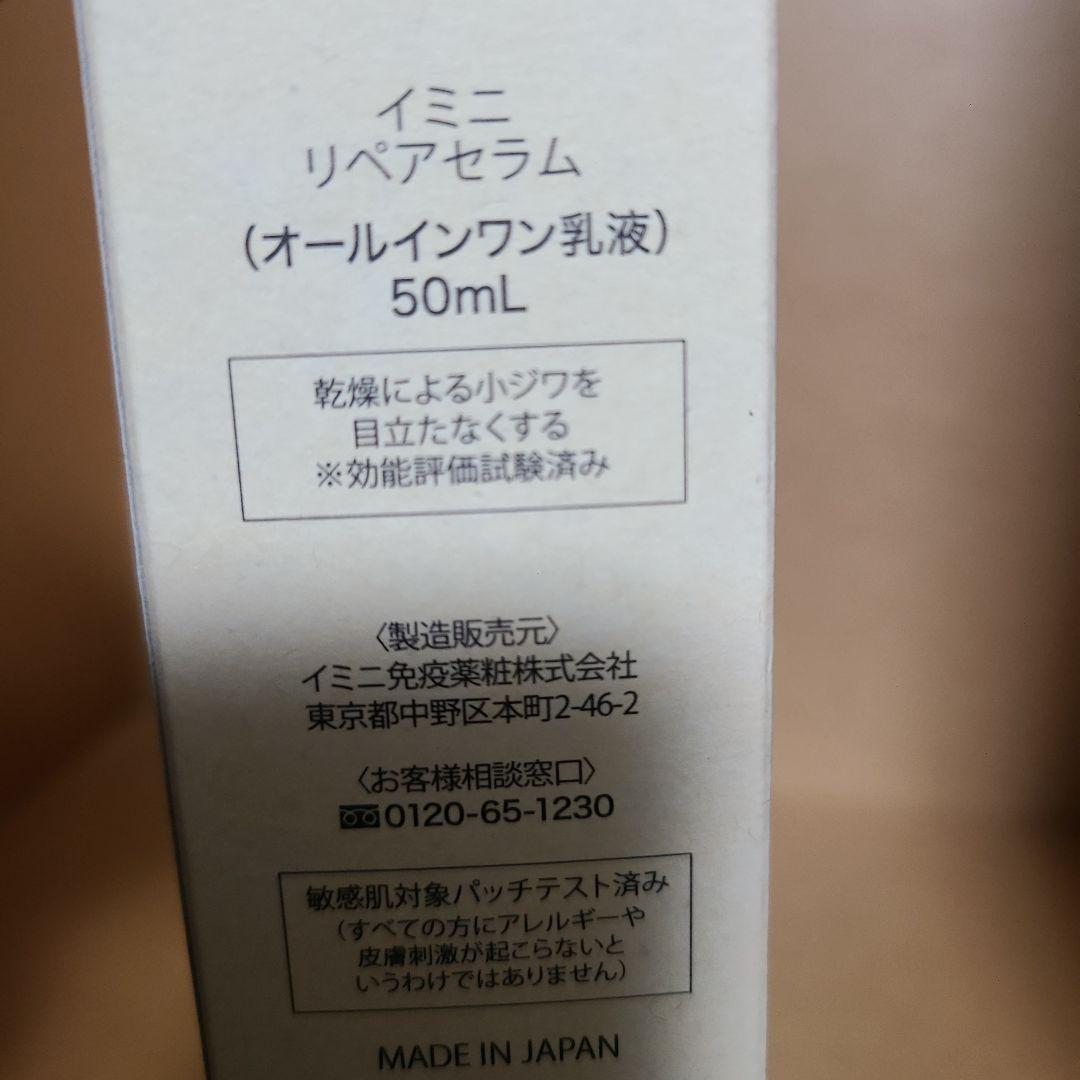 イミニ
リペアセラム
(オールインワン乳液)
50mL
乾燥による小ジワを
目立たなくする
※効能評価試験済み
〈製造販売元〉
イミニ免疫薬粧株式会社
東京都中野区本町2-46-2
〈お客様相談窓口〉
0120-65-1230
敏感肌対象パッチテスト済み
(すべての方にアレルギーや
皮膚刺激が起こらないと
いうわけではありません)
MADE IN JAPAN